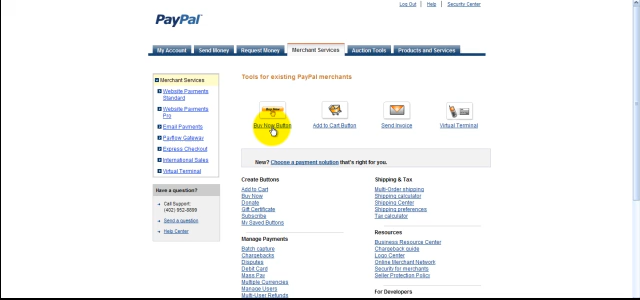 Log Out | Help | Security Center
PayPal
My Account Send Money Request Money Merchant Services Auction Tools Products and Services
Merchant Services
Website Payments
Standard
Website Payments
Pro
Email Payments
Payflow Gateway
Express Checkout
International Sales
Virtual Terminal
Have a question?
Call Support:
Send a question
Help Center
Tools for existing PayPal merchants
Buy Now Button Add to Cart Button Send Invoice Virtual Terminal
New? Choose a payment solution that's right for you.
Create Buttons
Add to Cart
Buy Now
Donate
Gift Certificate
Subscribe
My Saved Buttons
Manage Payments
Batch capture
Chargebacks
Disputes
Debit Card
Mass Pay
Multiple Currencies
Manage Users
Multi-User Refunds
Shipping & Tax
Multi-Order shipping
Shipping calculator
Shipping Center
Shipping preferences
Tax calculator
Resources
Business Resource Center
Chargeback guide
Logo Center
Online Merchant Network
Security for merchants
Seller Protection Policy
For Developers